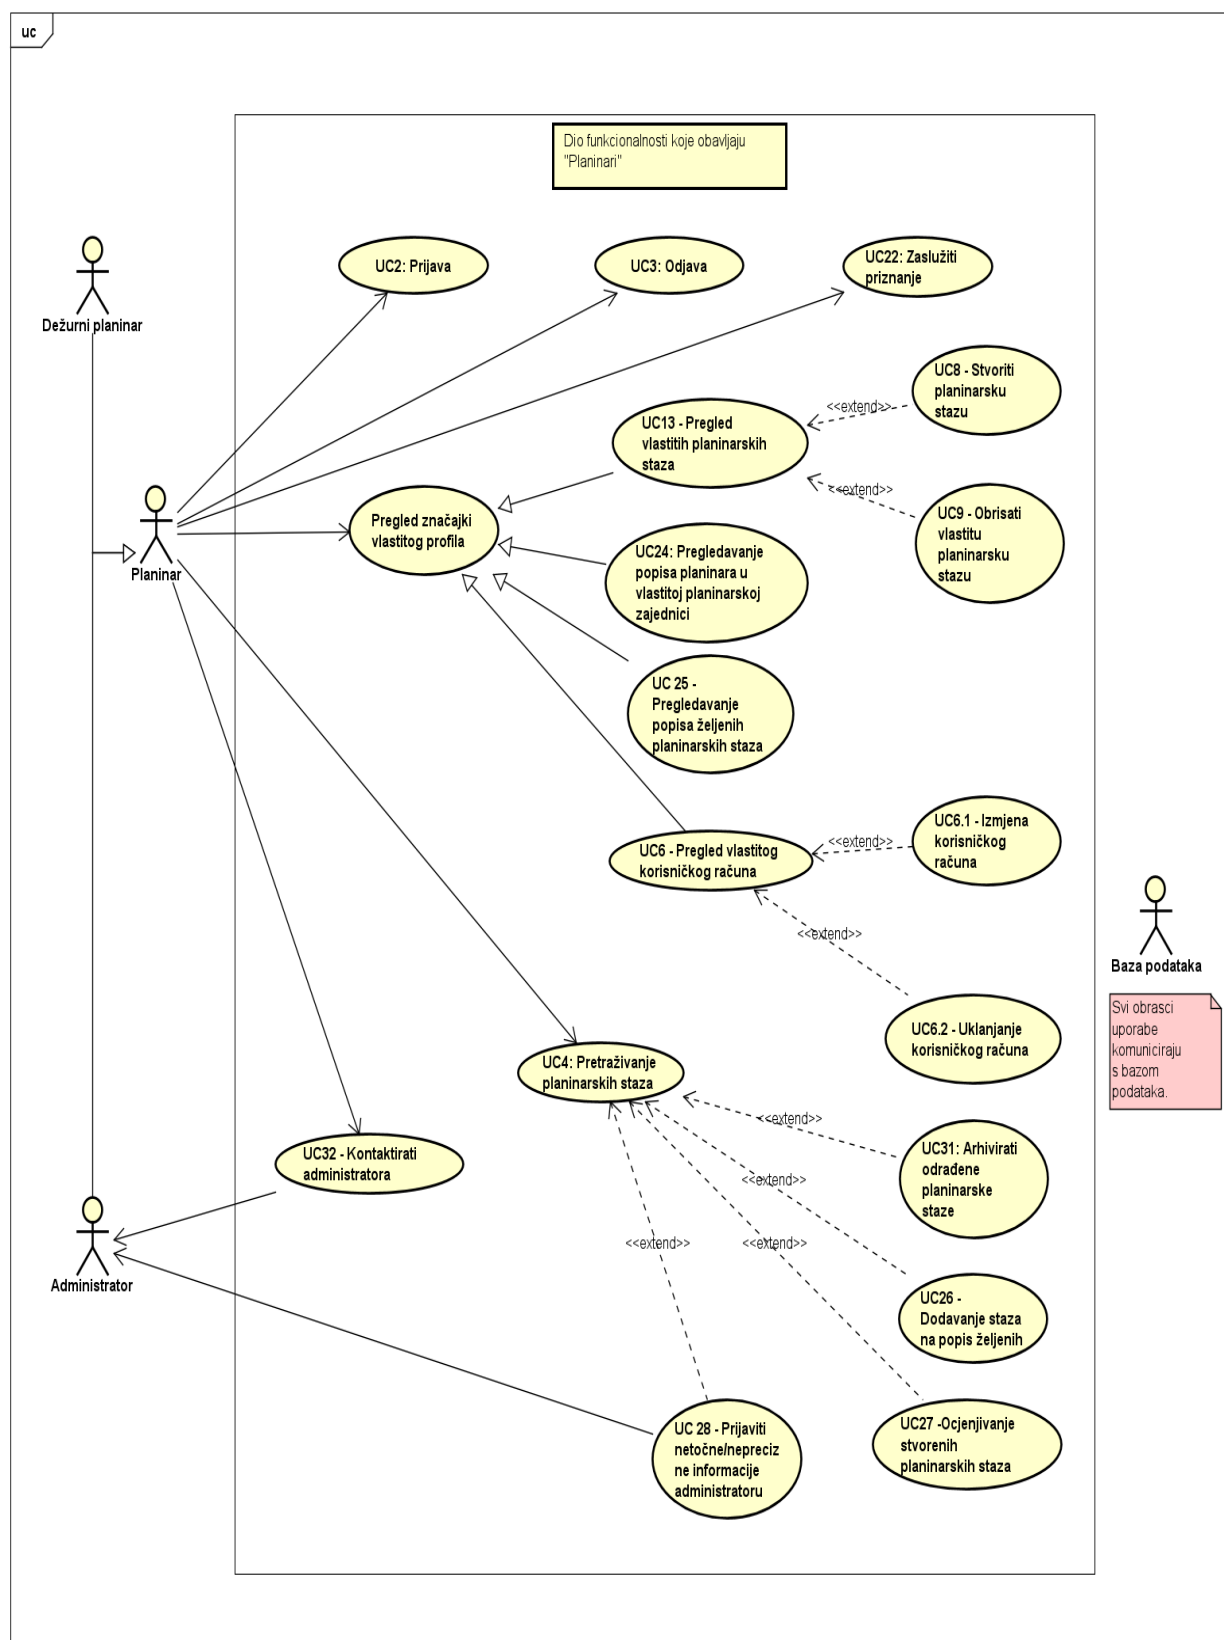 uc
Dio funkcionalnosti koje obavljaju
"Planinari"
Dežurni planinar
UC2: Prijava
UC3: Odjava
UC22: Zaslužiti
priznanje
UC8 - Stvoriti
planinarsku
stazu
<<extend>>
UC13 - Pregled
vlastitih planinarskih
staza
<<extend>>
UC9 - Obrisati
vlastitu
planinarsku
stazu
Planinar
Pregled značajki
vlastitog profila
UC24: Pregledavanje
popisa planinara u
vlastitoj planinarskoj
zajednici
UC 25 -
Pregledavanje
popisa željenih
planinarskih staza
UC6 - Pregled vlastitog
korisničkog računa
<<extend>>
UC6.1 - Izmjena
korisničkog
računa
<<extend>>
UC6.2 - Uklanjanje
korisničkog računa
Baza podataka
Svi obrasci
uporabe
komuniciraju
s bazom
podataka.
UC4: Pretraživanje
planinarskih staza
<<extend>>
UC31: Arhivirati
odrađene
planinarske
staze
UC32 - Kontaktirati
administratora
<<extend>>
<<extend>>
<<extend>>
Administrator
UC26 -
Dodavanje staza
na popis željenih
UC 28 - Prijaviti
netočne/nepreciz
ne informacije
administratoru
UC27 -Ocjenjivanje
stvorenih
planinarskih staza